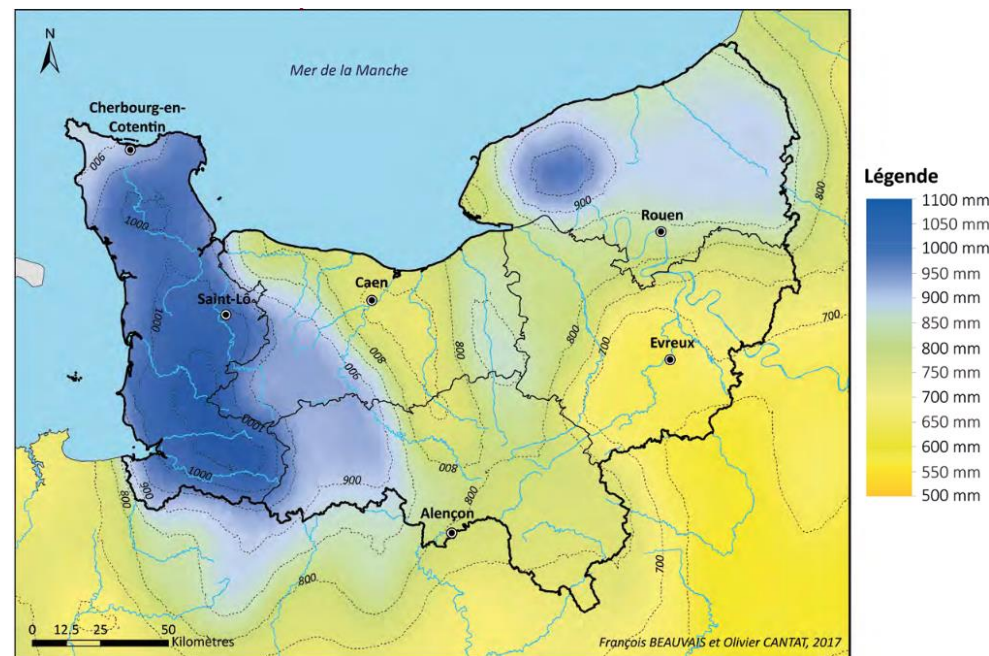 N
Mer de la Manche
Cherbourg-en-
Cotentin
900
1000
900
Rouen
800
Saint-Lô
Caen
1000
800
800
800
700
Evreux
700
900
1000
1000
900
900
800
800
800
Alençon
800
700
0 12.5 25 50
Kilomètres
François BEAUVAIS et Olivier CANTAT, 2017
Légende
1100 mm
1050 mm
1000 mm
950 mm
900 mm
850 mm
800 mm
750 mm
700 mm
650 mm
600 mm
550 mm
500 mm